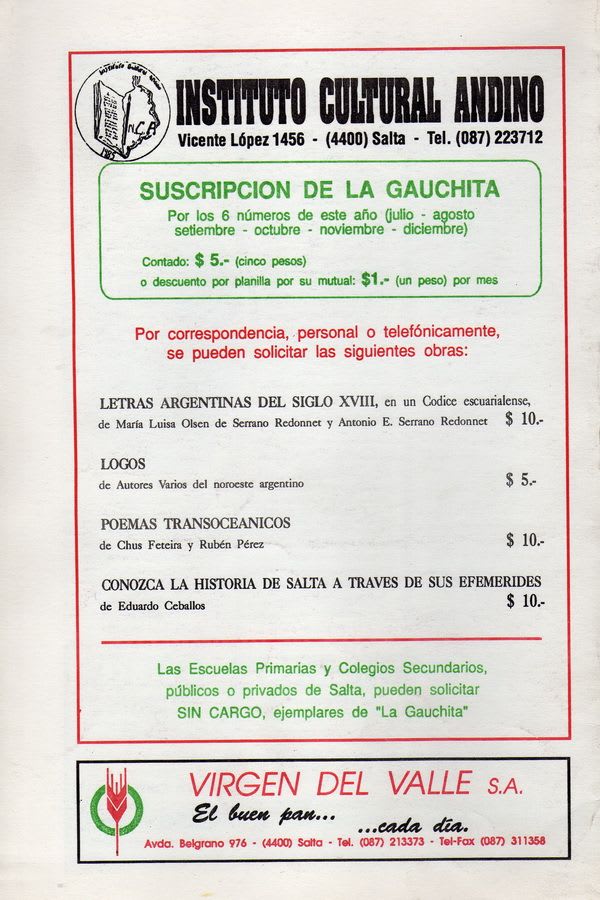 Instituto Cultural Andino
I.C.A.
INSTITUTO CULTURAL ANDINO
Vicente López 1456 - (4400) Salta - Tel. (087) 223712
SUSCRIPCION DE LA GAUCHITA
Por los 6 números de este año (julio - agosto
setiembre - octubre - noviembre - diciembre)
Contado: $ 5.- (cinco pesos)
o descuento por planilla por su mutual: $1.- (un peso) por mes
Por correspondencia, personal o telefónicamente,
se pueden solicitar las siguientes obras:
LETRAS ARGENTINAS DEL SIGLO XVIII, en un Codice escuarialense,
de María Luisa Olsen de Serrano Redonnet y Antonio E. Serrano Redonnet $ 10.-
LOGOS
de Autores Varios del noroeste argentino $ 5.-
POEMAS TRANSOCEANICOS
de Chus Feteira y Rubén Pérez $ 10.-
CONOZCA LA HISTORIA DE SALTA A TRAVES DE SUS EFEMERIDES
de Eduardo Ceballos $ 10.-
Las Escuelas Primarias y Colegios Secundarios,
públicos o privados de Salta, pueden solicitar
SIN CARGO, ejemplares de "La Gauchita"
VIRGEN DEL VALLE S.A.
El buen pan...
...cada día.
Avda. Belgrano 976 - (4400) Salta - Tel. (087) 213373 - Tel-Fax (087) 311358